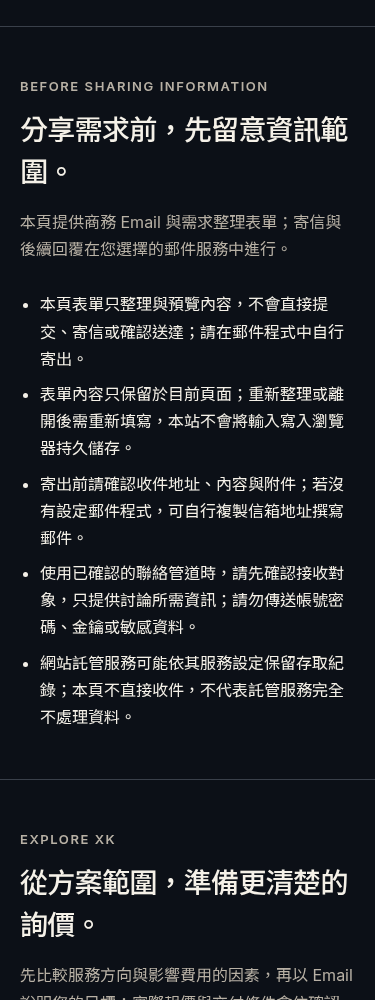 BEFORE SHARING INFORMATION
分享需求前，先留意資訊範
圍。
本頁提供商務 Email 與需求整理表單；寄信與
後續回覆在您選擇的郵件服務中進行。
• 本頁表單只整理與預覽內容，不會直接提
交、寄信或確認送達；請在郵件程式中自行
寄出。
• 表單內容只保留於目前頁面；重新整理或離
開後需重新填寫，本站不會將輸入寫入瀏覽
器持久儲存。
• 寄出前請確認收件地址、內容與附件；若沒
有設定郵件程式，可自行複製信箱地址撰寫
郵件。
• 使用已確認的聯絡管道時，請先確認接收對
象，只提供討論所需資訊；請勿傳送帳號密
碼、金鑰或敏感資料。
• 網站託管服務可能依其服務設定保留存取紀
錄；本頁不直接收件，不代表託管服務完全
不處理資料。
EXPLORE XK
從方案範圍，準備更清楚的
詢價。
先比較服務方向與影響費用的因素，再以 Email